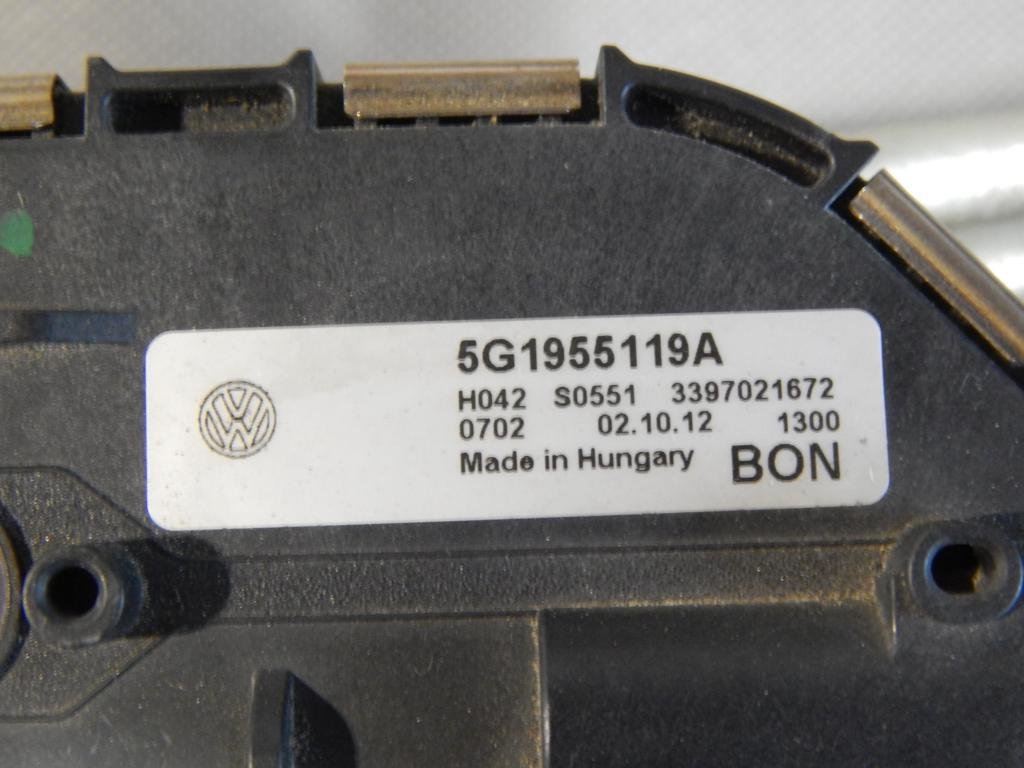 5G1955119A
H042 S0551 3397021672
0702 02.10.12 1300
Made in Hungary BON